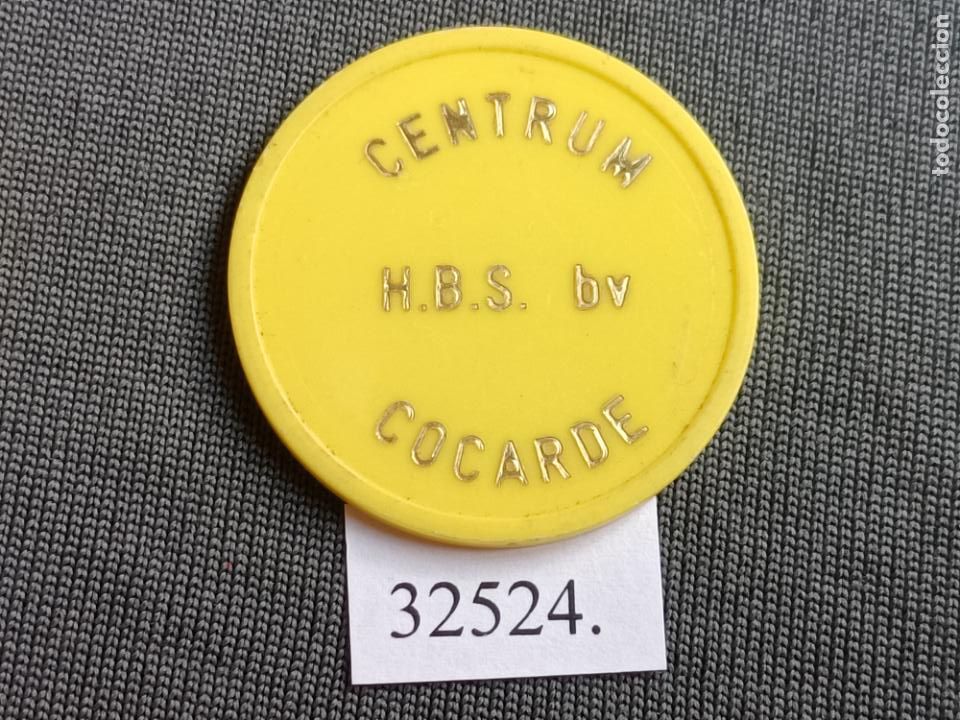 CENTRUM
H.B.S. bv
COCARDE
32524.
todocoleccion